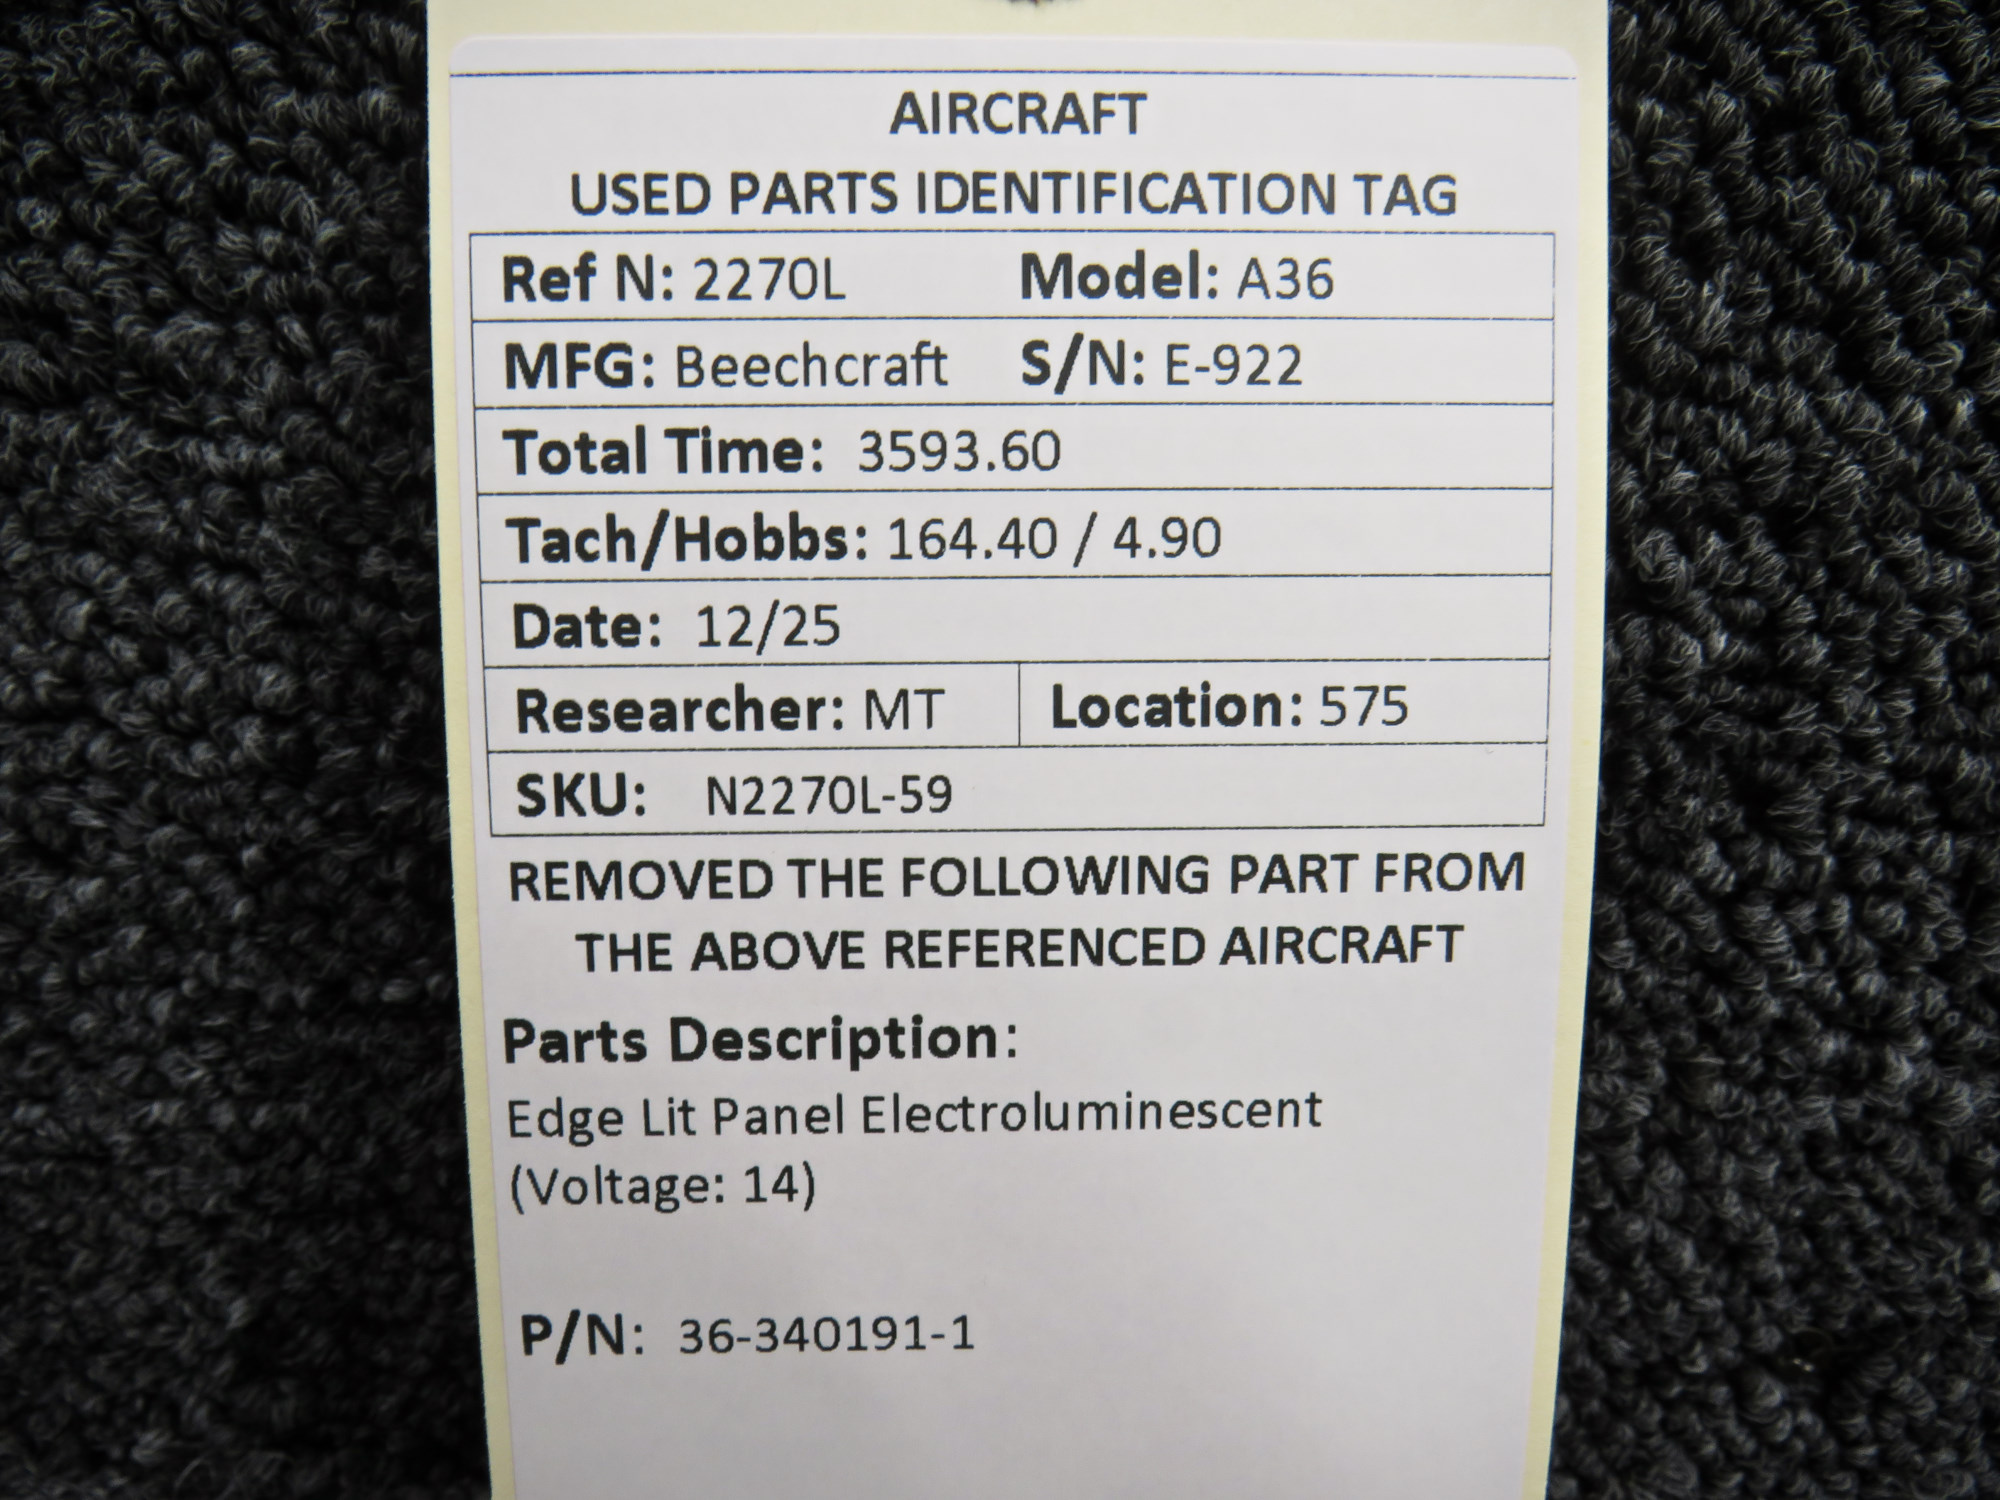 AIRCRAFT
USED PARTS IDENTIFICATION TAG
Ref N: 2270L Model: A36
MFG: Beechcraft S/N: E-922
Total Time: 3593.60
Tach/Hobbs: 164.40 / 4.90
Date: 12/25
Researcher: MT Location: 575
SKU: N2270L-59
REMOVED THE FOLLOWING PART FROM
THE ABOVE REFERENCED AIRCRAFT
Parts Description:
Edge Lit Panel Electroluminescent
(Voltage: 14)
P/N: 36-340191-1